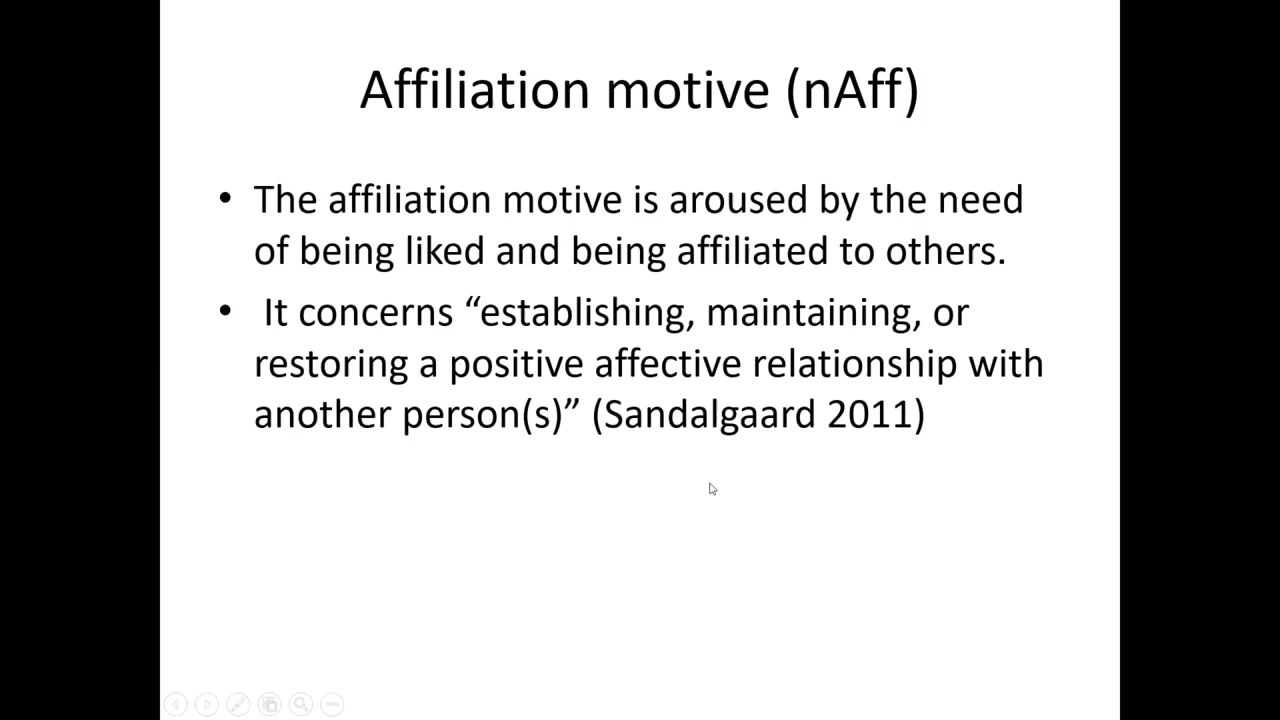 Affiliation motive (nAff)
• The affiliation motive is aroused by the need
of being liked and being affiliated to others.
• It concerns “establishing, maintaining, or
restoring a positive affective relationship with
another person(s)” (Sandalgaard 2011)